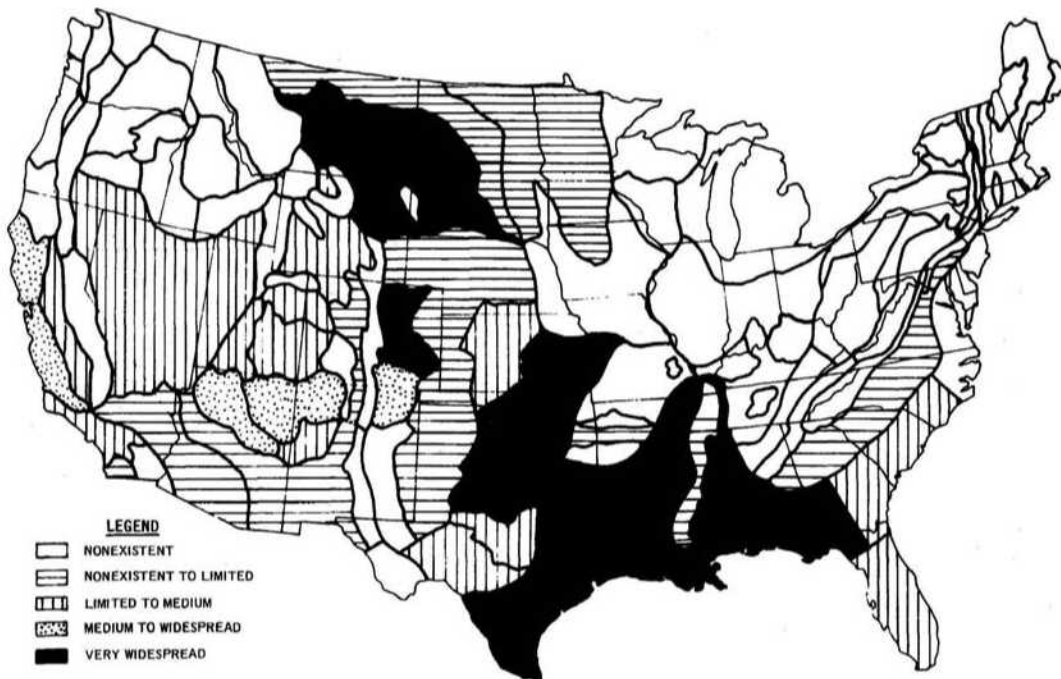 LEGEND
NONEXISTENT
NONEXISTENT TO LIMITED
LIMITED TO MEDIUM
MEDIUM TO WIDESPREAD
VERY WIDESPREAD